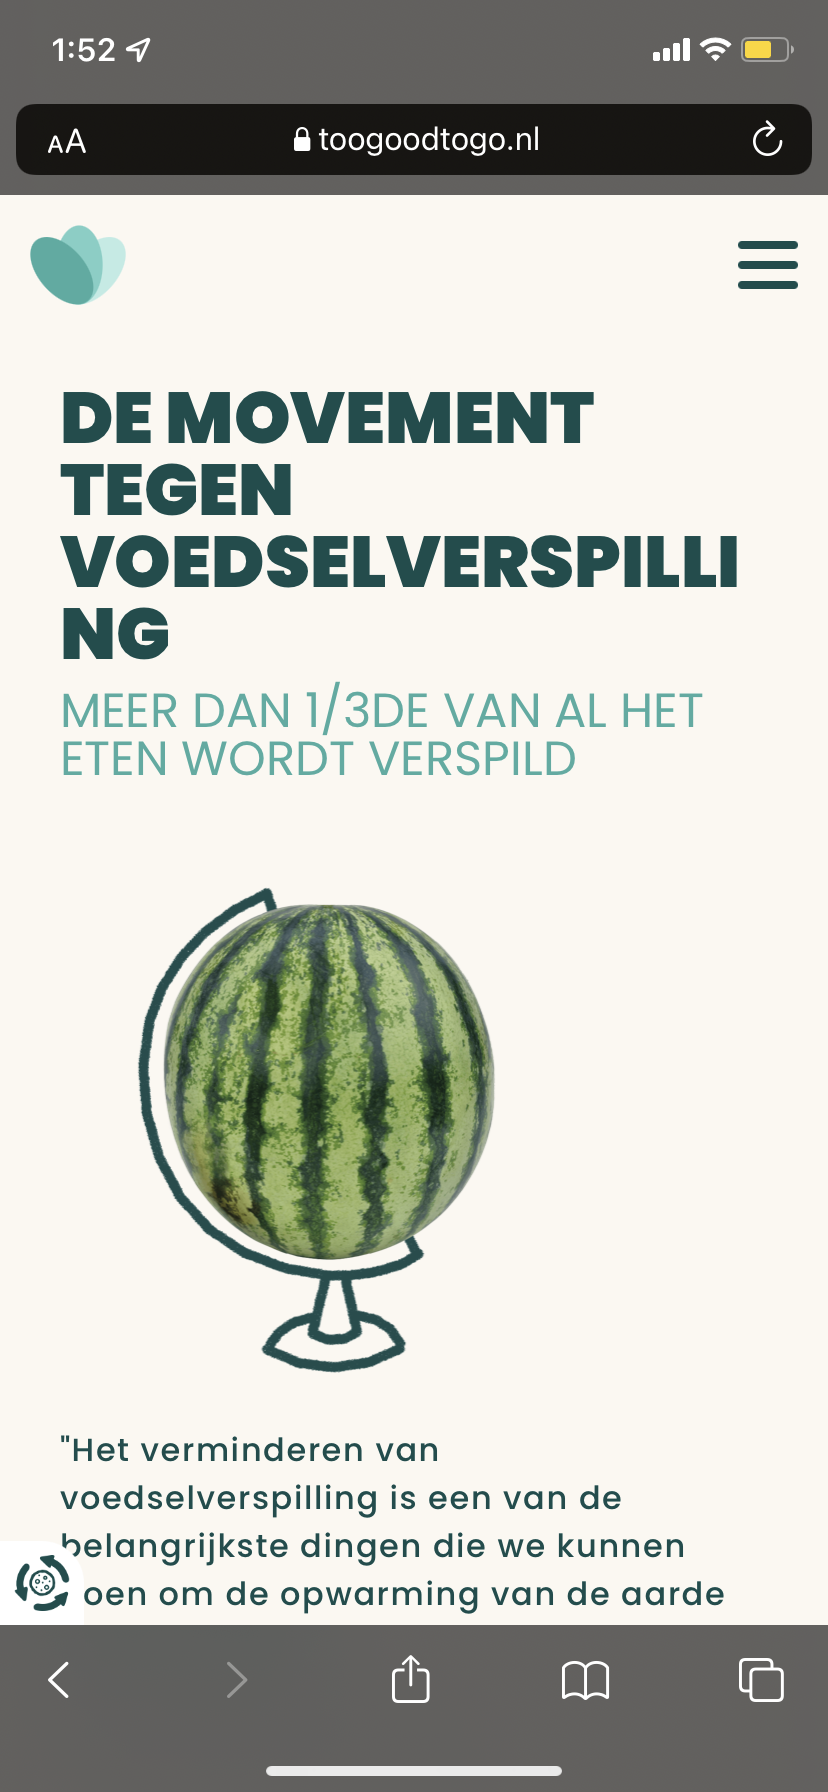 1:52
AA
toogoodtogo.nl
DE MOVEMENT
TEGEN
VOEDSELVERSPILLI
NG
MEER DAN 1/3DE VAN AL HET
ETEN WORDT VERSPILD
"Het verminderen van
voedselverspilling is een van de
belangrijkste dingen die we kunnen
oen om de opwarming van de aarde